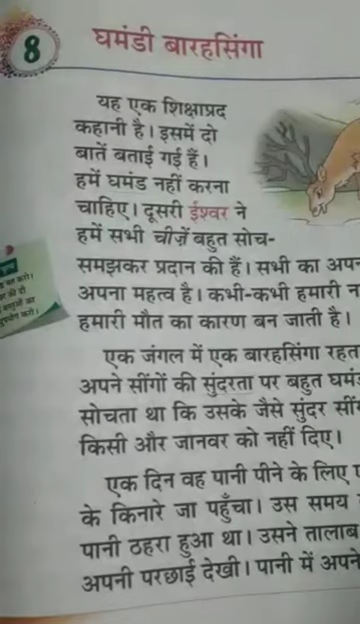 8
घमंडी बारहसिंगा
यह एक शिक्षाप्रद
कहानी है। इसमें दो
बातें बताई गई हैं।
हमें घमंड नहीं करना
चाहिए। दूसरी ईश्वर ने
हमें सभी चीज़ें बहुत सोच-
समझकर प्रदान की हैं। सभी का
अपना महत्व है। कभी-कभी हमारी
हमारी मौत का कारण बन जाती है।
एक जंगल में एक बारहसिंगा
अपने सींगों की सुंदरता पर बहुत
सोचता था कि उसके जैसे सुंदर
किसी और जानवर को नहीं दिए।
एक दिन वह पानी पीने के लिए
के किनारे जा पहुँचा। उस समय
पानी ठहरा हुआ था। उसने तालाब
अपनी परछाई देखी। पानी में अपने